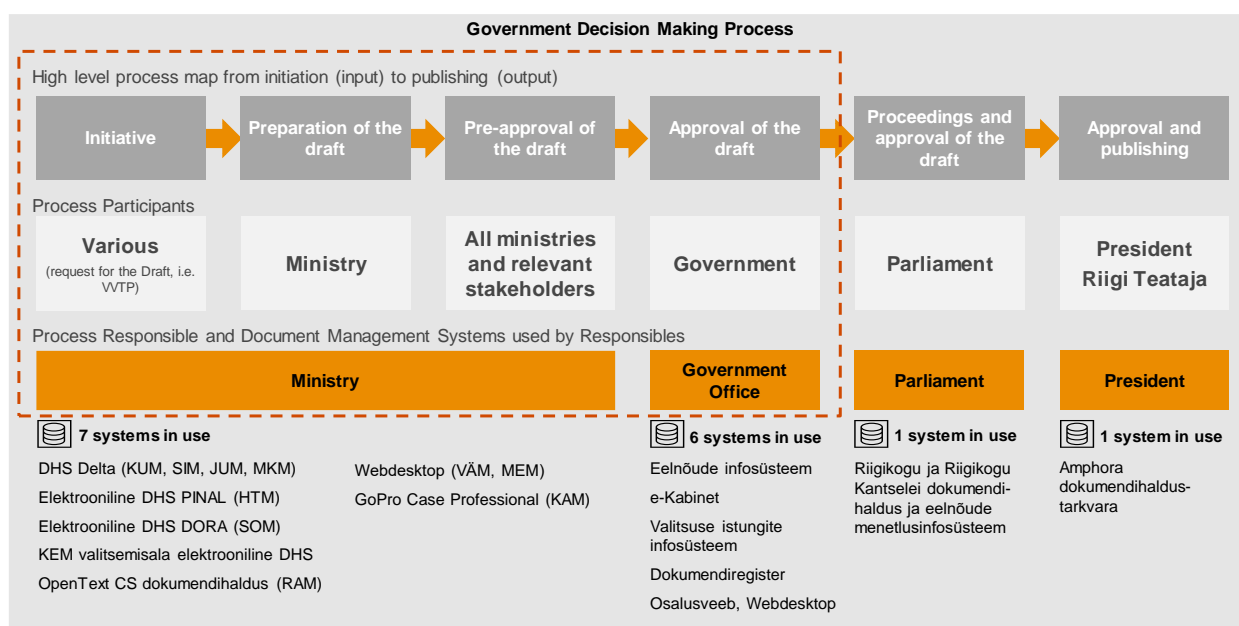 Government Decision Making Process
High level process map from initiation (input) to publishing (output)
Initiative
Preparation of the
draft
Pre-approval of
the draft
Approval of the
draft
Proceedings and
approval of the
draft
Approval and
publishing
Process Participants
Various
(request for the Draft, i.e.
VVTP)
Ministry
All ministries
and relevant
stakeholders
Government
Parliament
President
Riigi Teataja
Process Responsible and Document Management Systems used by Responsibles
Ministry
Government
Office
Parliament
President
7 systems in use
DHS Delta (KUM, SIM, JUM, MKM)
Elektrooniline DHS PINAL (HTM)
Elektrooniline DHS DORA (SOM)
KEM valitsemisala elektrooniline DHS
OpenText CS dokumendihaldus (RAM)
Webdesktop (VÄM, MEM)
GoPro Case Professional (KAM)
6 systems in use
Eelnõude infosüsteem
e-Kabinet
Valitsuse istungite
infosüsteem
Dokumendiregister
Osalusveeb, Webdesktop
1 system in use
Riigikogu ja Riigikogu
Kantselei dokumendi-
haldus ja eelnõude
menetlusinfosüsteem
1 system in use
Amphora
dokumendihaldus-
tarkvara